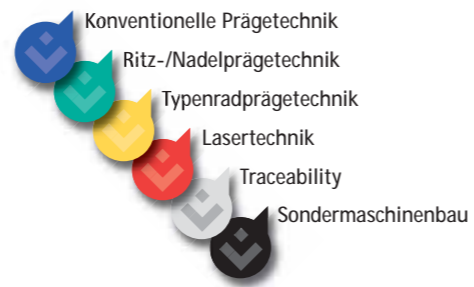 Konventionelle Prägetechnik
Ritz-/Nadelprägetechnik
Typenradprägetechnik
Lasertechnik
Traceability
Sondermaschinenbau